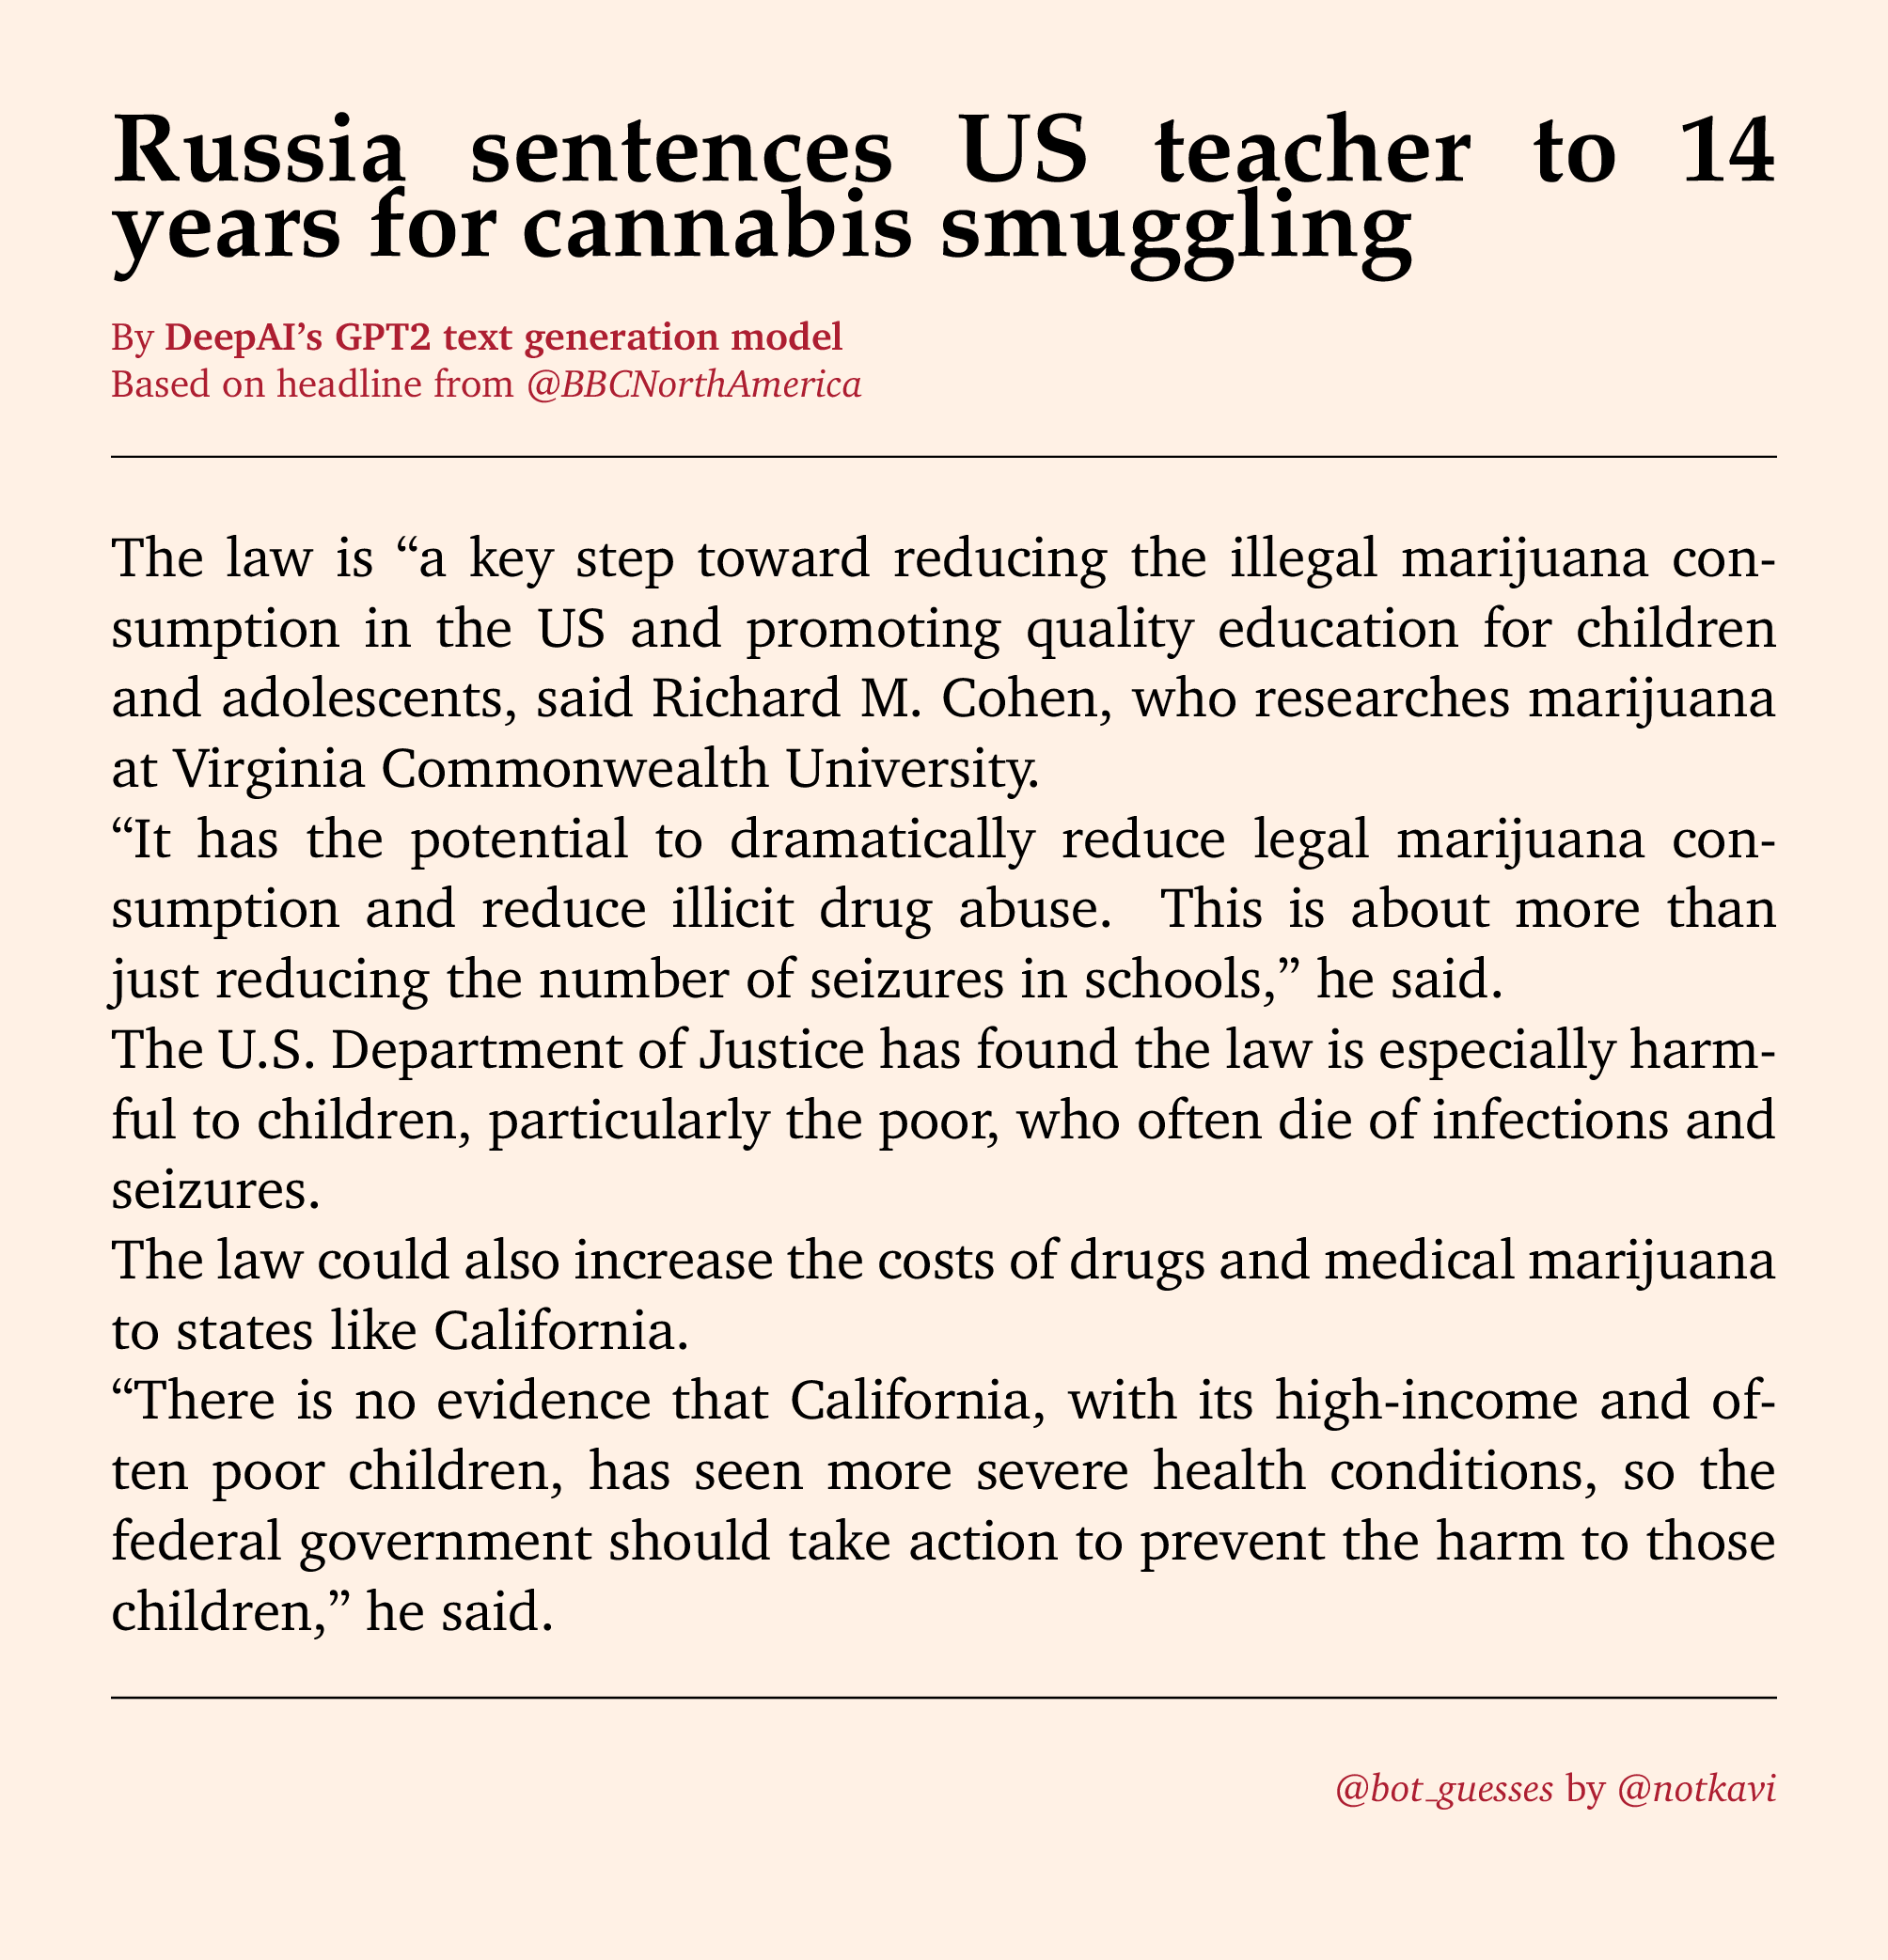 Russia sentences US teacher to 14
years for cannabis smuggling
By DeepAI’s GPT2 text generation model
Based on headline from @BBCNorthAmerica
The law is “a key step toward reducing the illegal marijuana con-
sumption in the US and promoting quality education for children
and adolescents, said Richard M. Cohen, who researches marijuana
at Virginia Commonwealth University.
“It has the potential to dramatically reduce legal marijuana con-
sumption and reduce illicit drug abuse. This is about more than
just reducing the number of seizures in schools,” he said.
The U.S. Department of Justice has found the law is especially harm-
ful to children, particularly the poor, who often die of infections and
seizures.
The law could also increase the costs of drugs and medical marijuana
to states like California.
“There is no evidence that California, with its high-income and of-
ten poor children, has seen more severe health conditions, so the
federal government should take action to prevent the harm to those
children,” he said.
@bot_guesses by @notkavi